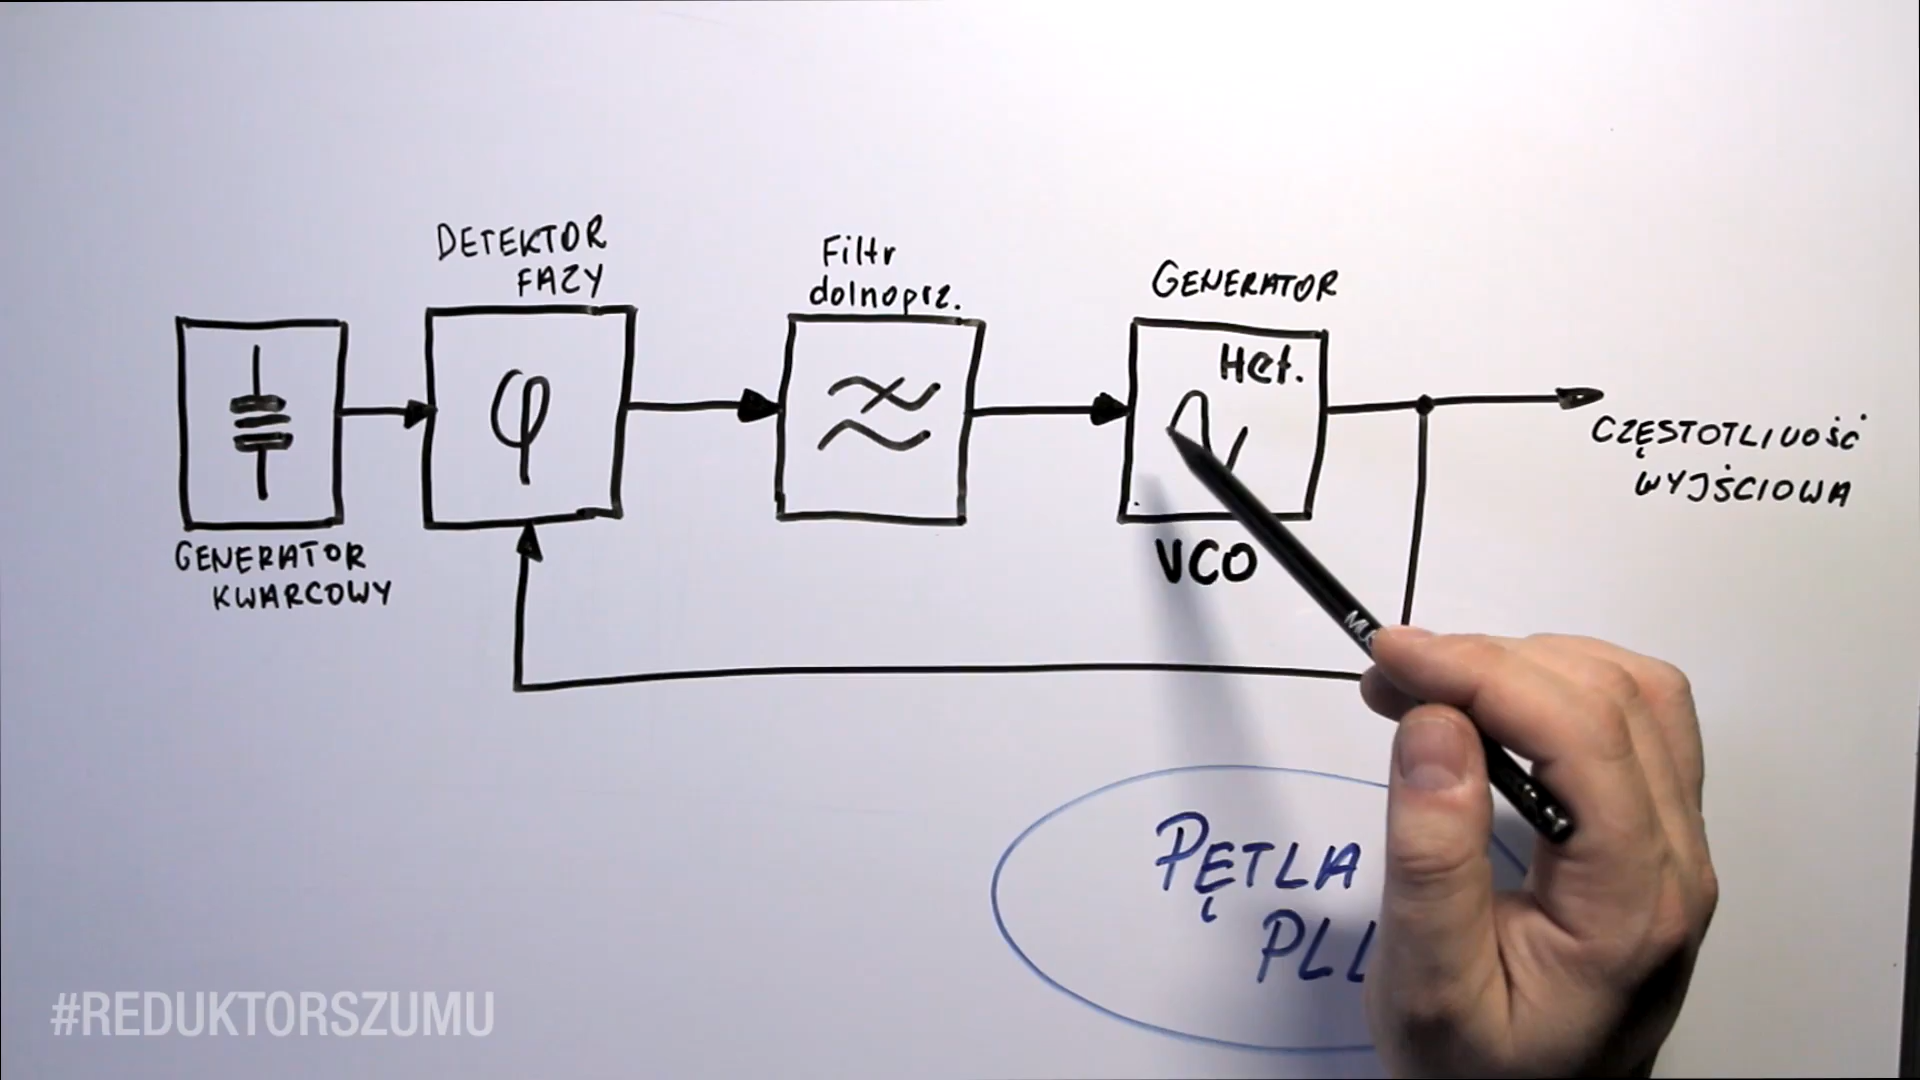 DETEKTOR
FAZY
Filtr
dolnoprz.
GENERATOR
Het.
φ
CZĘSTOTLIWOŚĆ
WYJŚCIOWA
GENERATOR
KWARCOWY
VCO
PĘTLA
PLL
#REDUKTORSZUMU